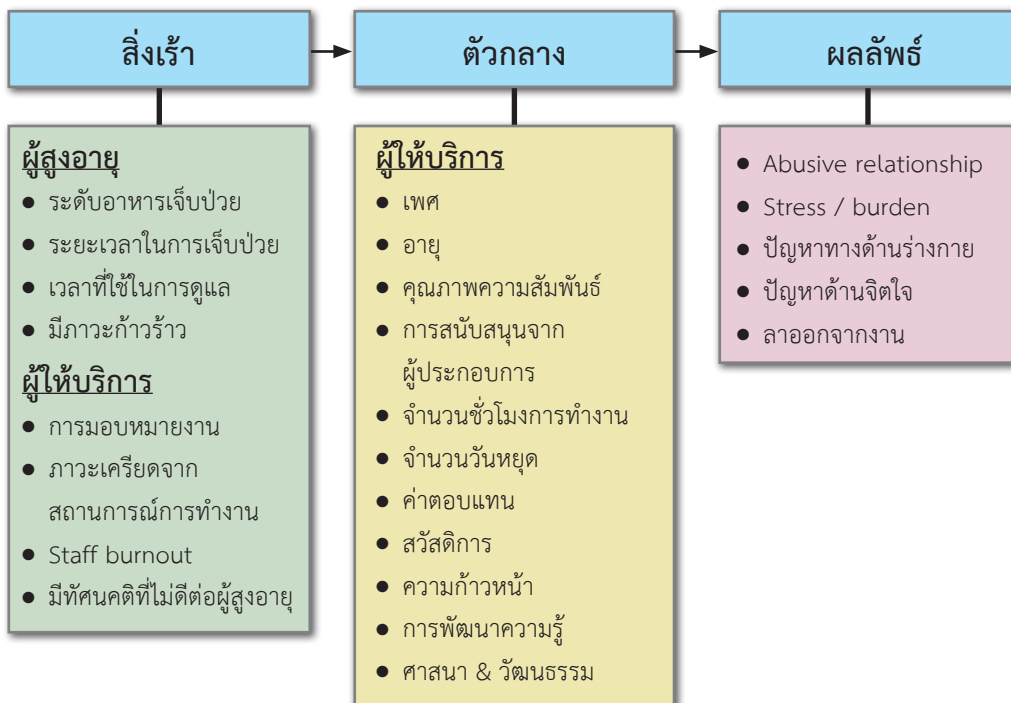 สิ่งเร้า
ตัวกลาง
ผลลัพธ์
ผู้สูงอายุ
● ระดับอาหารเจ็บป่วย
● ระยะเวลาในการเจ็บป่วย
● เวลาที่ใช้ในการดูแล
● มีภาวะก้าวร้าว
ผู้ให้บริการ
● การมอบหมายงาน
● ภาวะเครียดจาก
สถานการณ์การทำงาน
● Staff burnout
● มีทัศนคติที่ไม่ดีต่อผู้สูงอายุ
ผู้ให้บริการ
● เพศ
● อายุ
● คุณภาพความสัมพันธ์
● การสนับสนุนจาก
ผู้ประกอบการ
● จำนวนชั่วโมงการทำงาน
● จำนวนวันหยุด
● ค่าตอบแทน
● สวัสดิการ
● ความก้าวหน้า
● การพัฒนาความรู้
● ศาสนา & วัฒนธรรม
● Abusive relationship
● Stress / burden
● ปัญหาทางด้านร่างกาย
● ปัญหาด้านจิตใจ
● ลาออกจากงาน